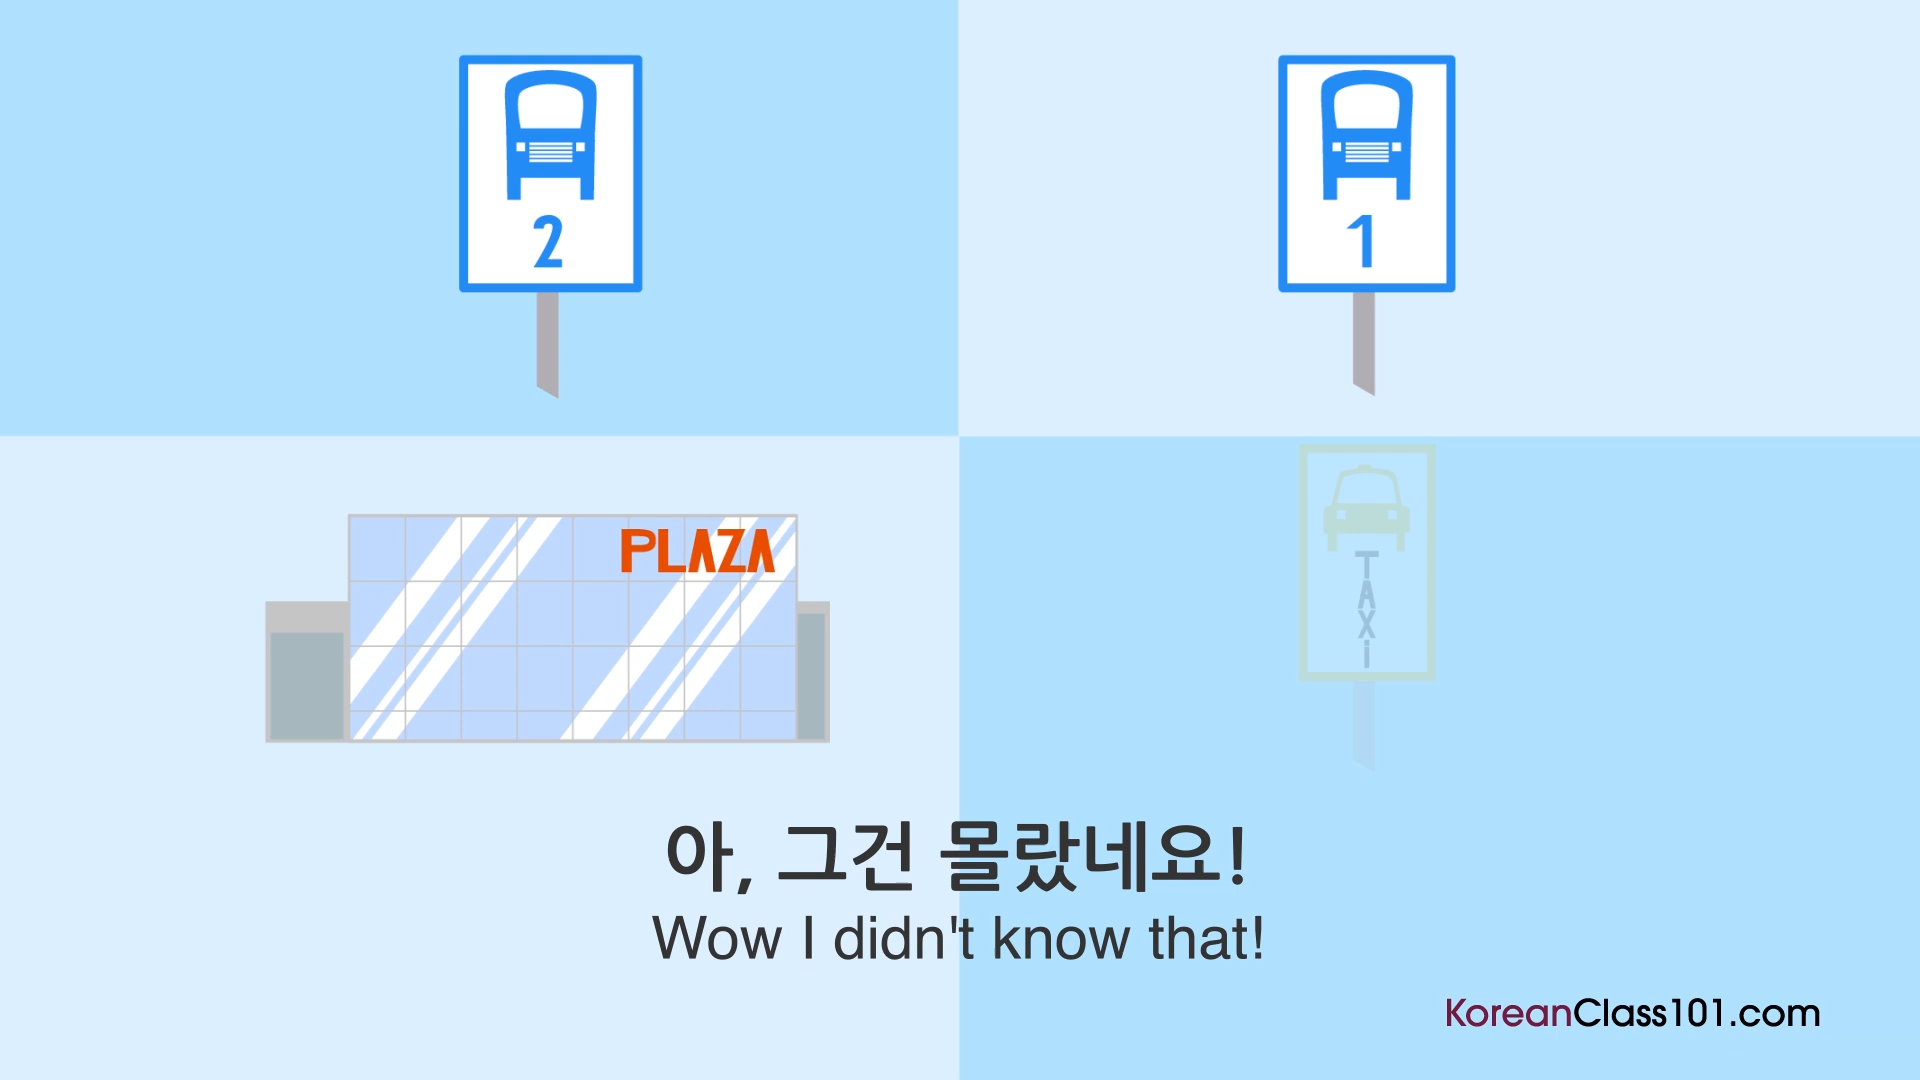 2
1
PLAZA
TAXi
아, 그건 몰랐네요!
Wow I didn't know that!
KoreanClass101.com